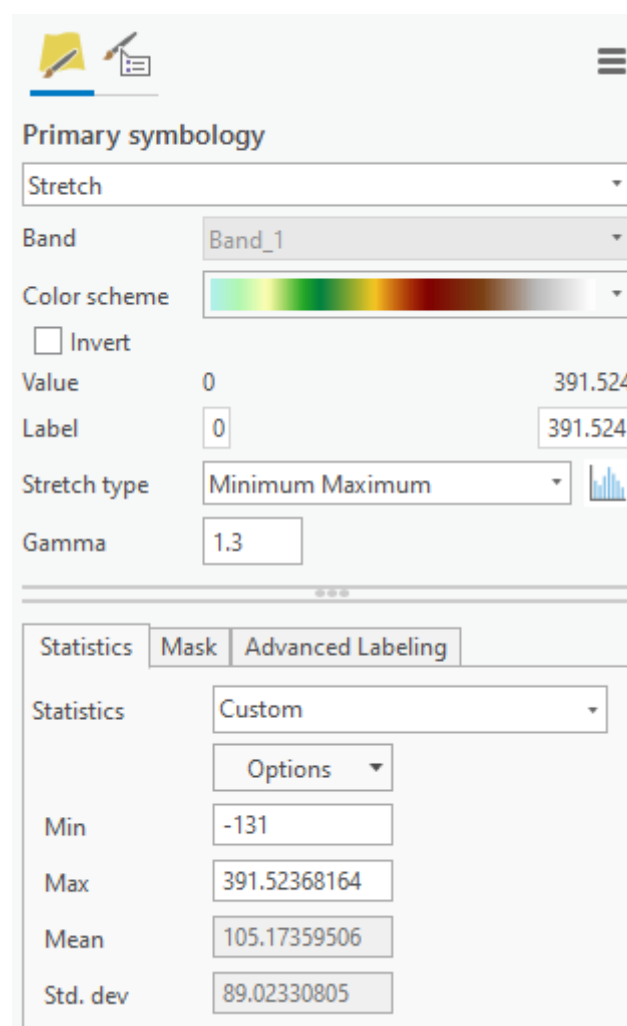 Primary symbology
Stretch
Band Band_1
Color scheme
Invert
Value 0 391.524
Label 0 391.524
Stretch type Minimum Maximum
Gamma 1.3
Statistics Mask Advanced Labeling
Statistics Custom
Options
Min -131
Max 391.52368164
Mean 105.17359506
Std. dev 89.02330805